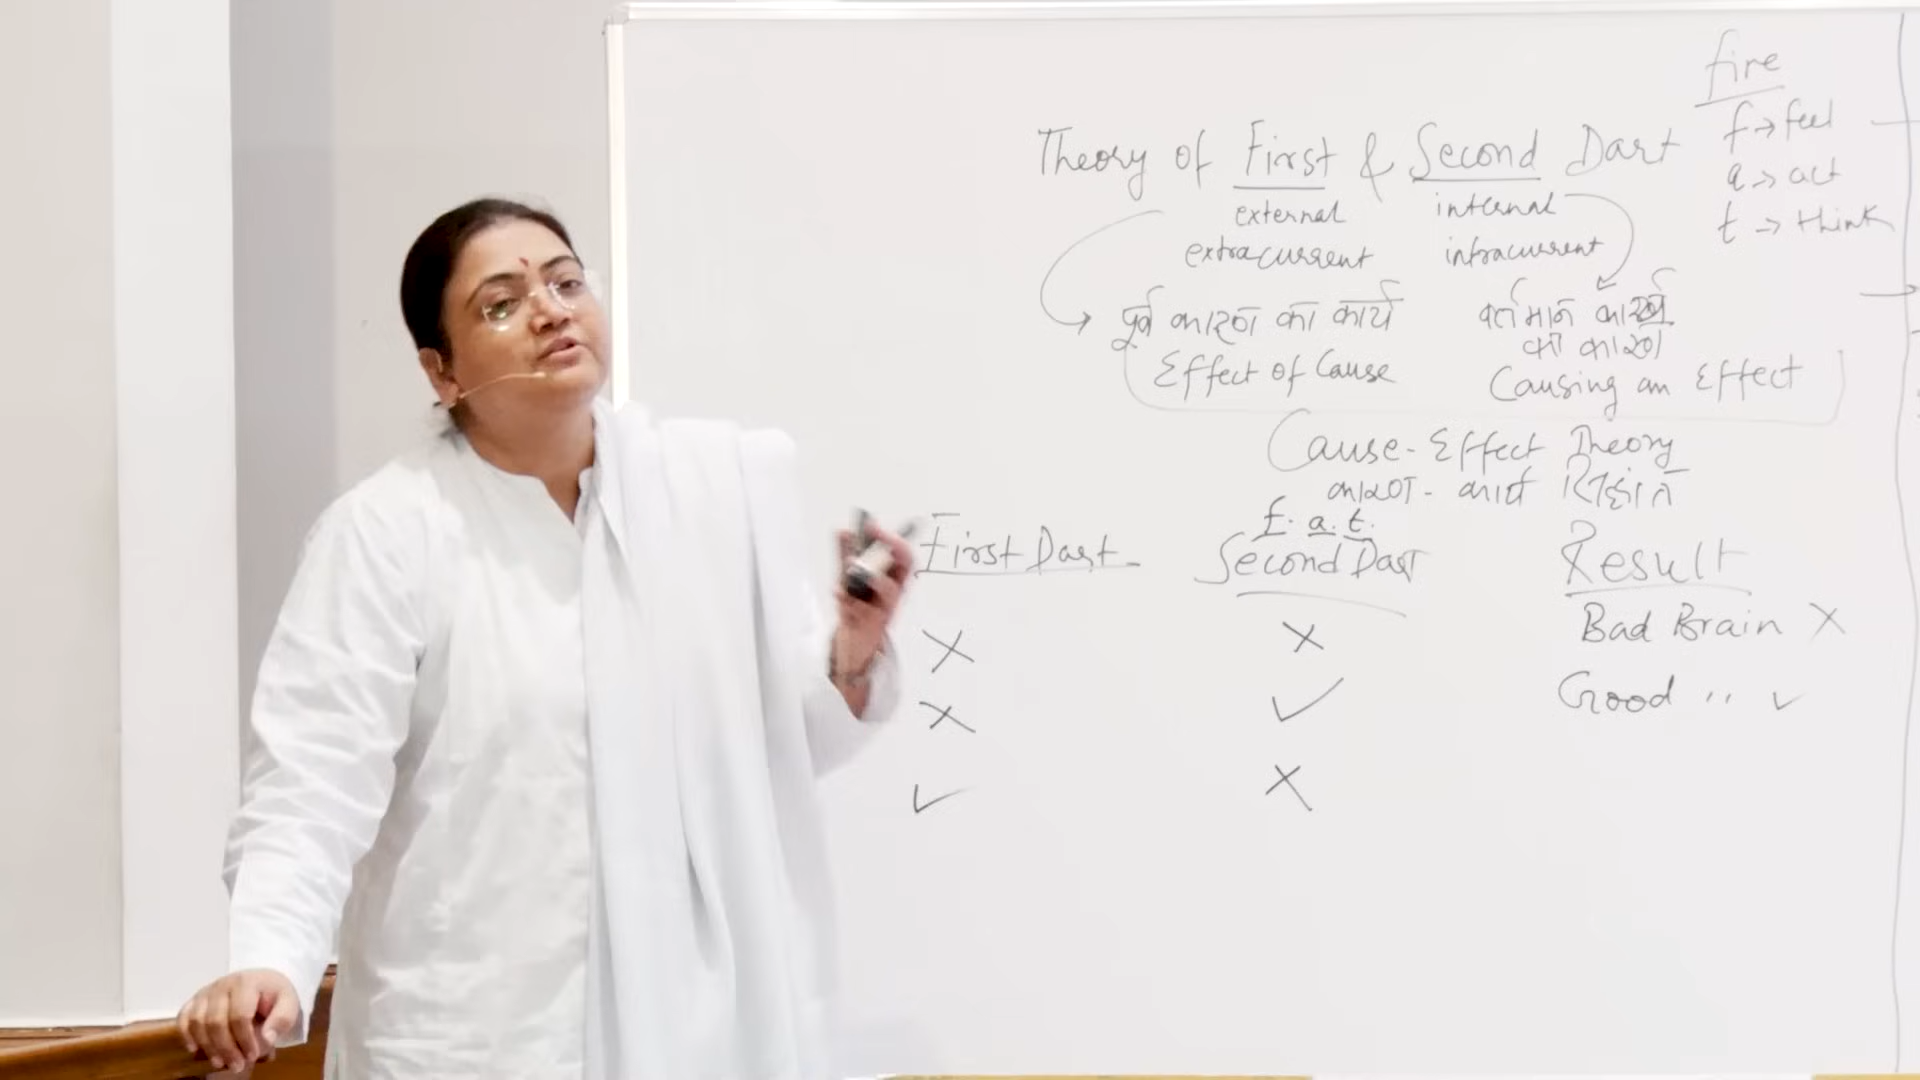 Theory of First & Second Dart
external internal
extracurrent intracurrent
पूर्व कारण का कार्य
वर्तमान कार्य
का कारण
Effect of Cause
Causing an Effect
Cause-Effect Theory
कारण-कार्य सिद्धांत
fire
f→feel
a→act
t→think
f.a.t.
First Dart Second Dart Result
X X Bad Brain X
X ✓ Good " ✓
✓ X